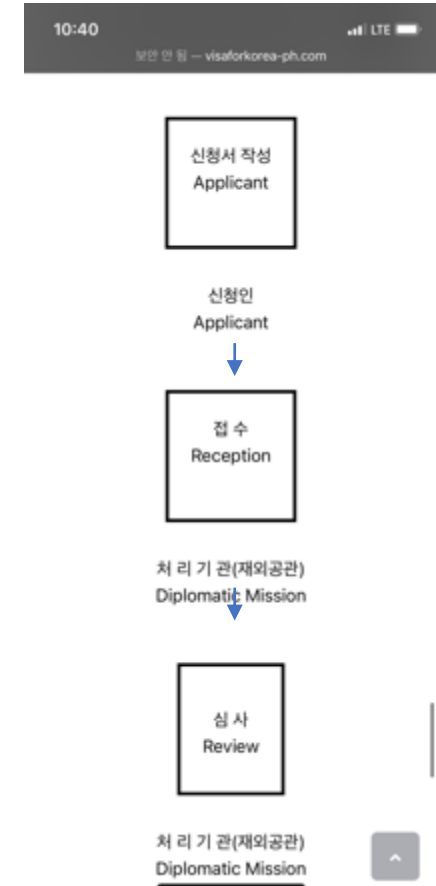 10:40
LTE
보안 안 됨 — visaforkorea-ph.com
신청서 작성
Applicant
신청인
Applicant
접 수
Reception
처 리 기 관(재외공관)
Diplomatic Mission
심 사
Review
처 리 기 관(재외공관)
Diplomatic Mission